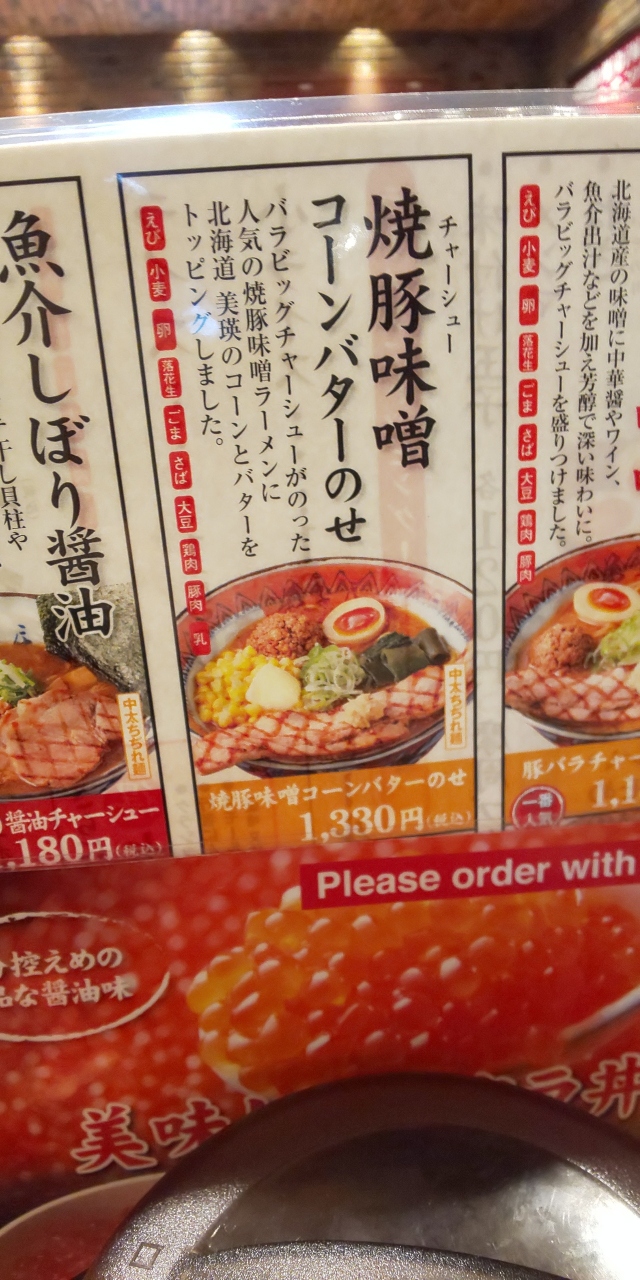 北海道産の味噌に中華醤やワイン、
魚介出汁などを加え芳醇で深い味わいに。
バラビッグチャーシューを盛りつけました。
えび 小麦 卵 落花生 ごま さば 大豆 鶏肉 豚肉
豚バラチャー
一番
人気
チャーシュー
焼豚味噌
コーンバターのせ
バラビッグチャーシューがのった
人気の焼豚味噌ラーメンに
北海道 美瑛のコーンとバターを
トッピングしました。
えび 小麦 卵 落花生 ごま さば 大豆 鶏肉 豚肉 乳
中太ちぢれ麺
焼豚味噌コーンバターのせ
1,330円(税込)
魚介しぼり醤油
干し貝柱や
中太ちぢれ麺
醤油チャーシュー
,180円(税込)
Please order with
控えめの
品な醤油味
美味
ラ丼